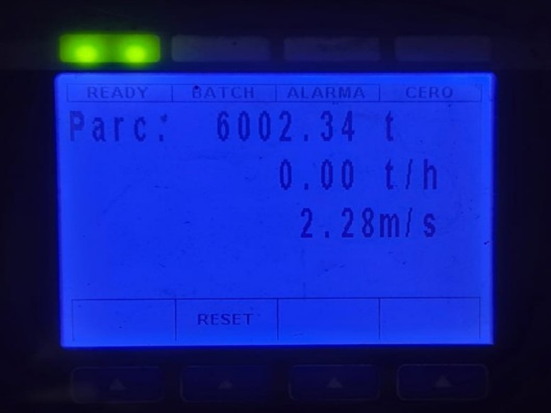 READY BATCH ALARMA CERO
Parc: 6002.34 t
0.00 t/h
2.28m/s
RESET